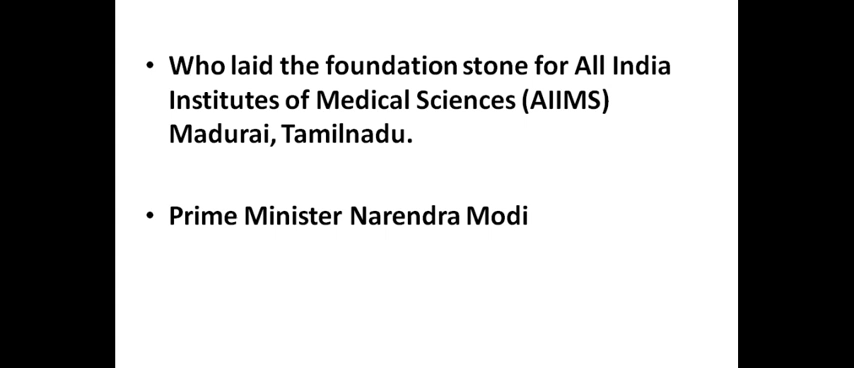 • Who laid the foundation stone for All India
Institutes of Medical Sciences (AIIMS)
Madurai, Tamilnadu.
• Prime Minister Narendra Modi